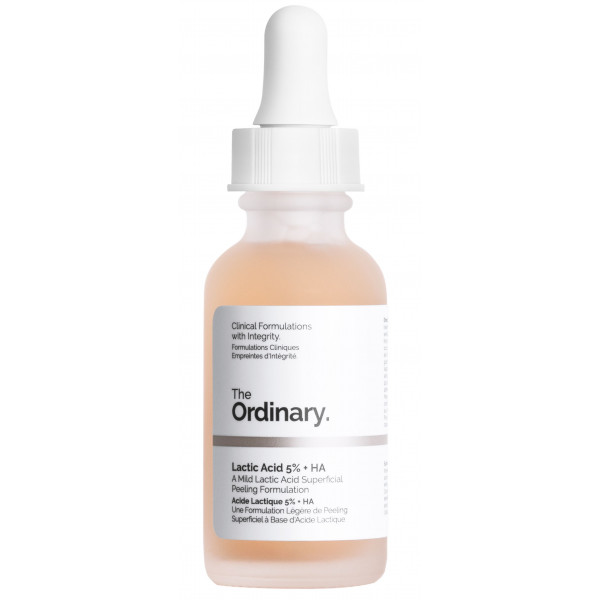 Clinical Formulations
with Integrity.
Formulations Cliniques
Empreintes d'Intégrité.
The
Ordinary.
Lactic Acid 5% + HA
A Mild Lactic Acid Superficial
Peeling Formulation
Acide Lactique 5% + HA
Une Formulation Légère de Peeling
Superficiel à Base d'Acide Lactique